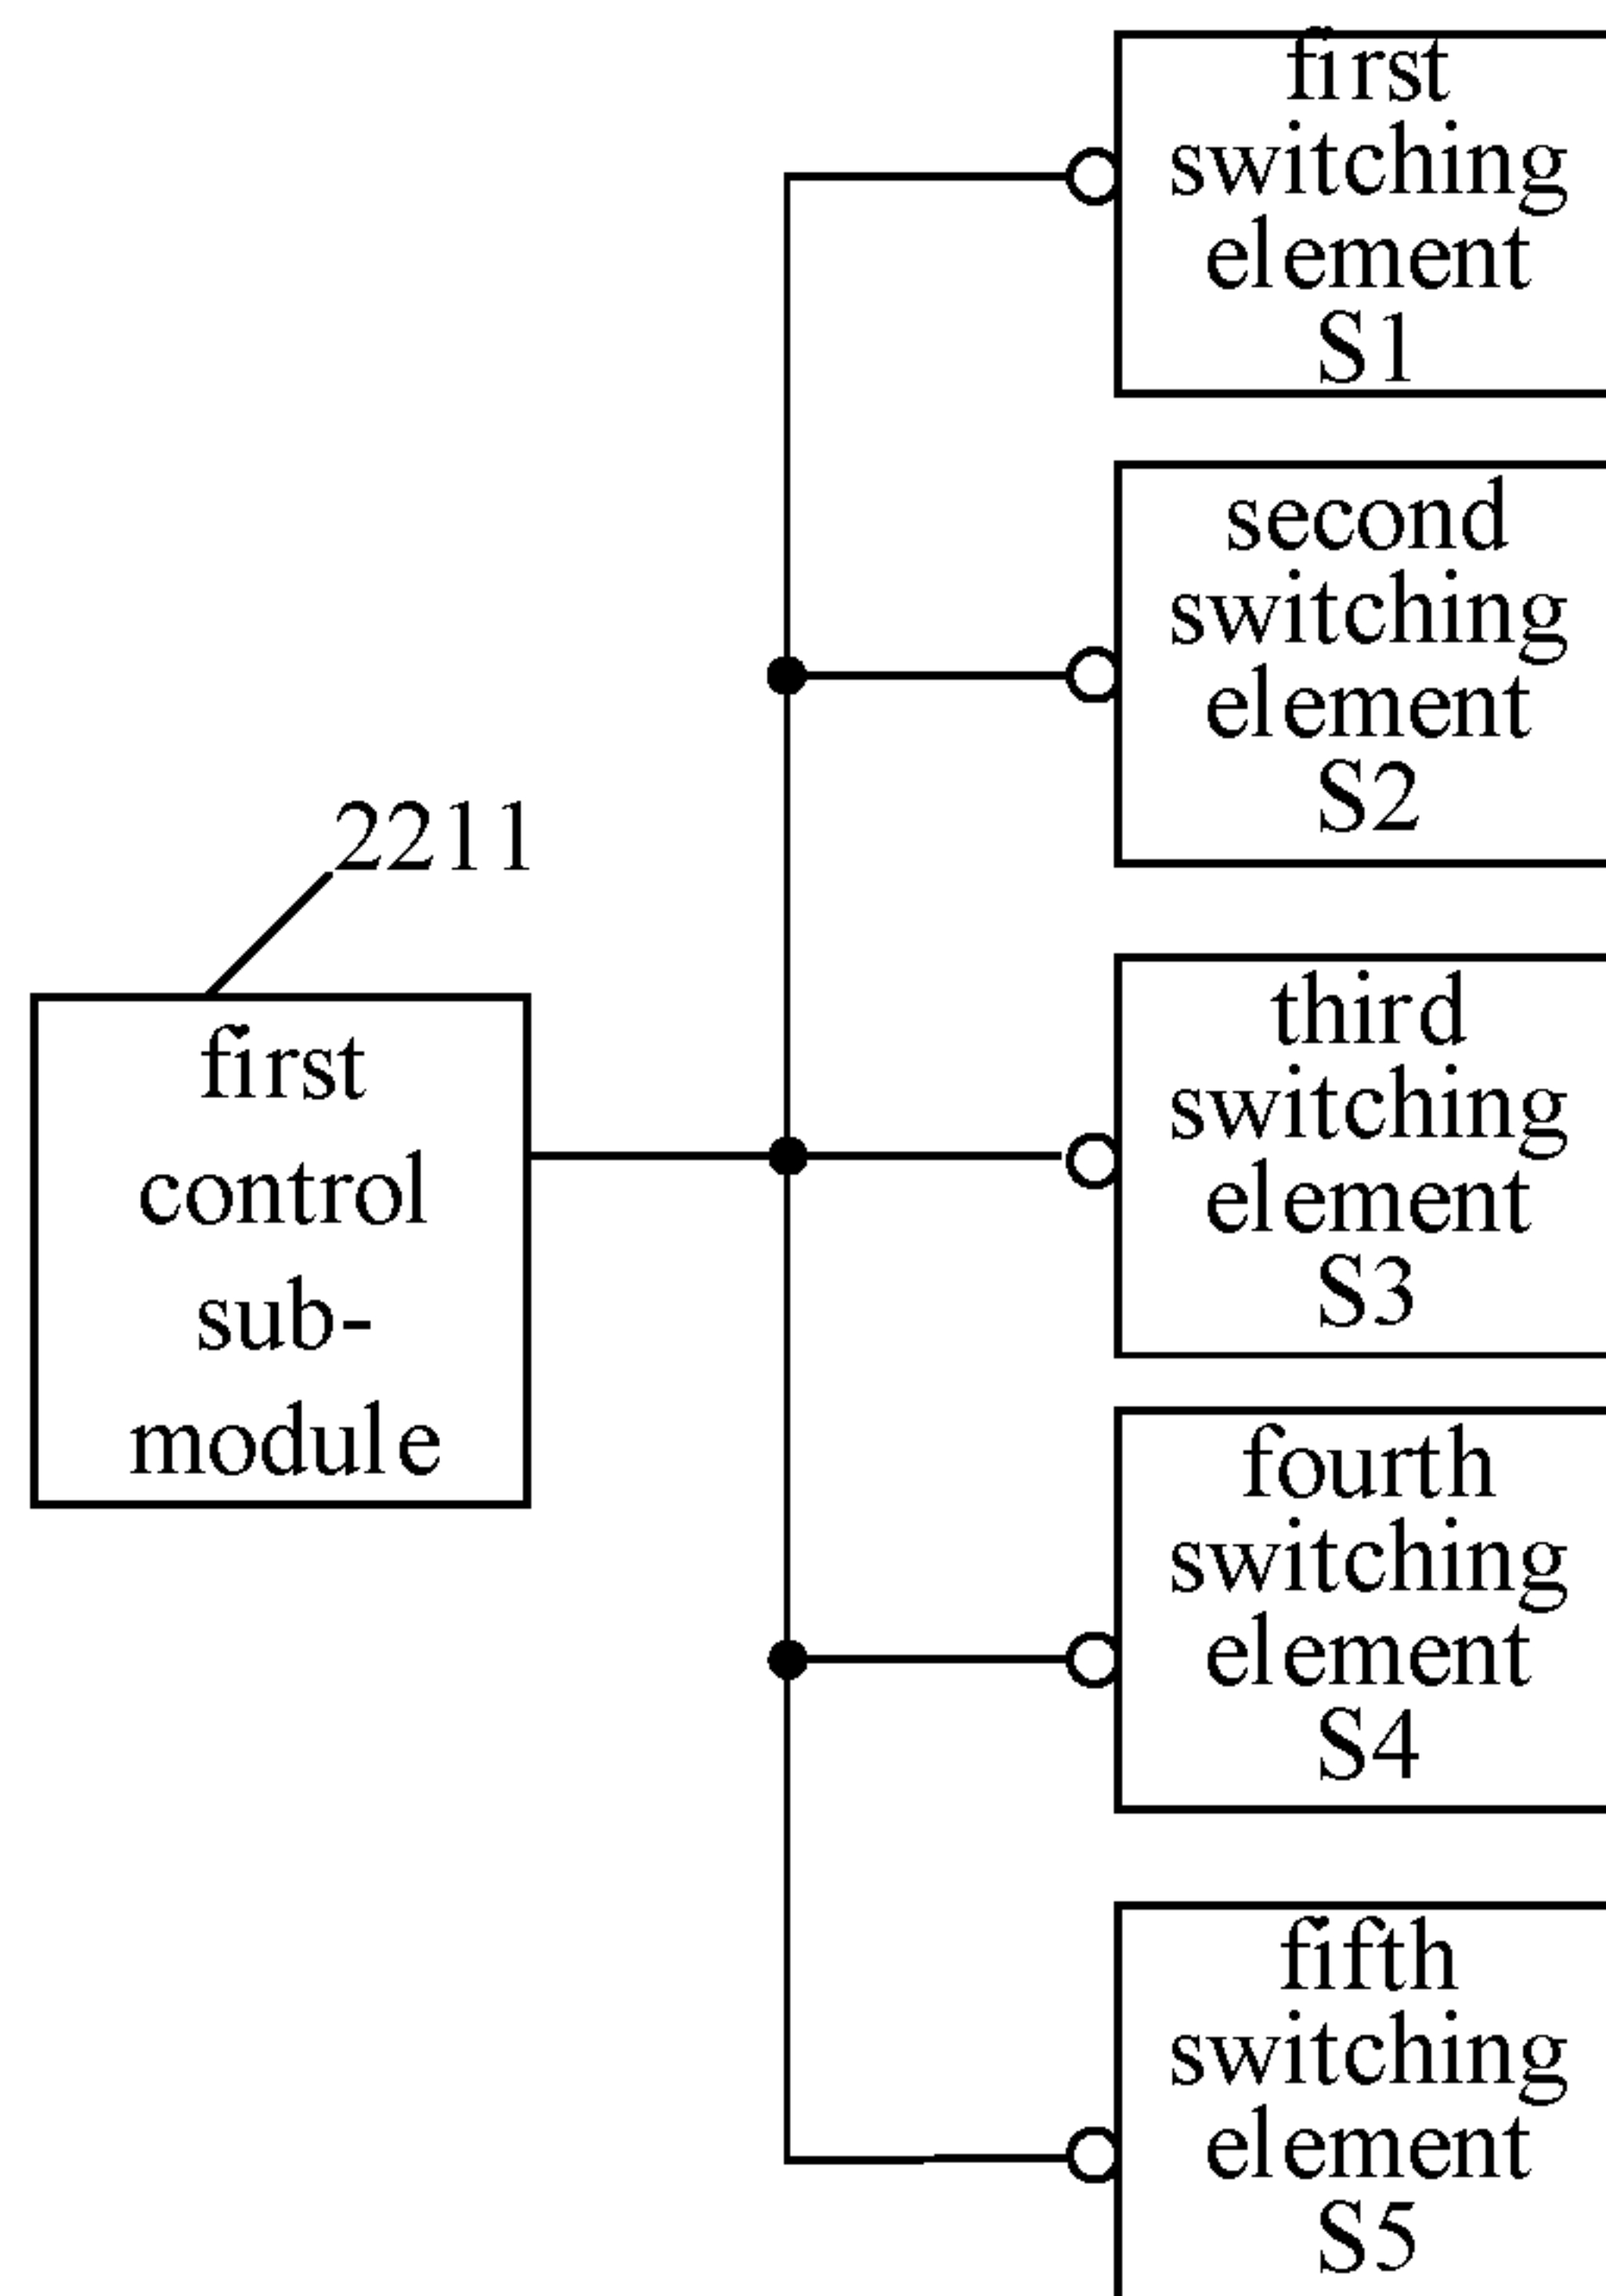 first
switching
element
S1
second
switching
element
S2
2211
first
control
sub-
module
third
switching
element
S3
fourth
switching
element
S4
fifth
switching
element
S5